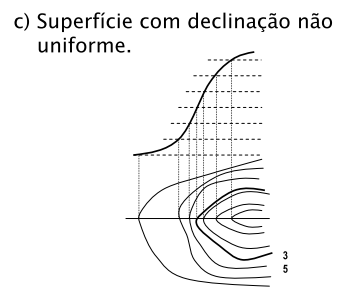 c) Superfície com declinação não
uniforme.
3
5